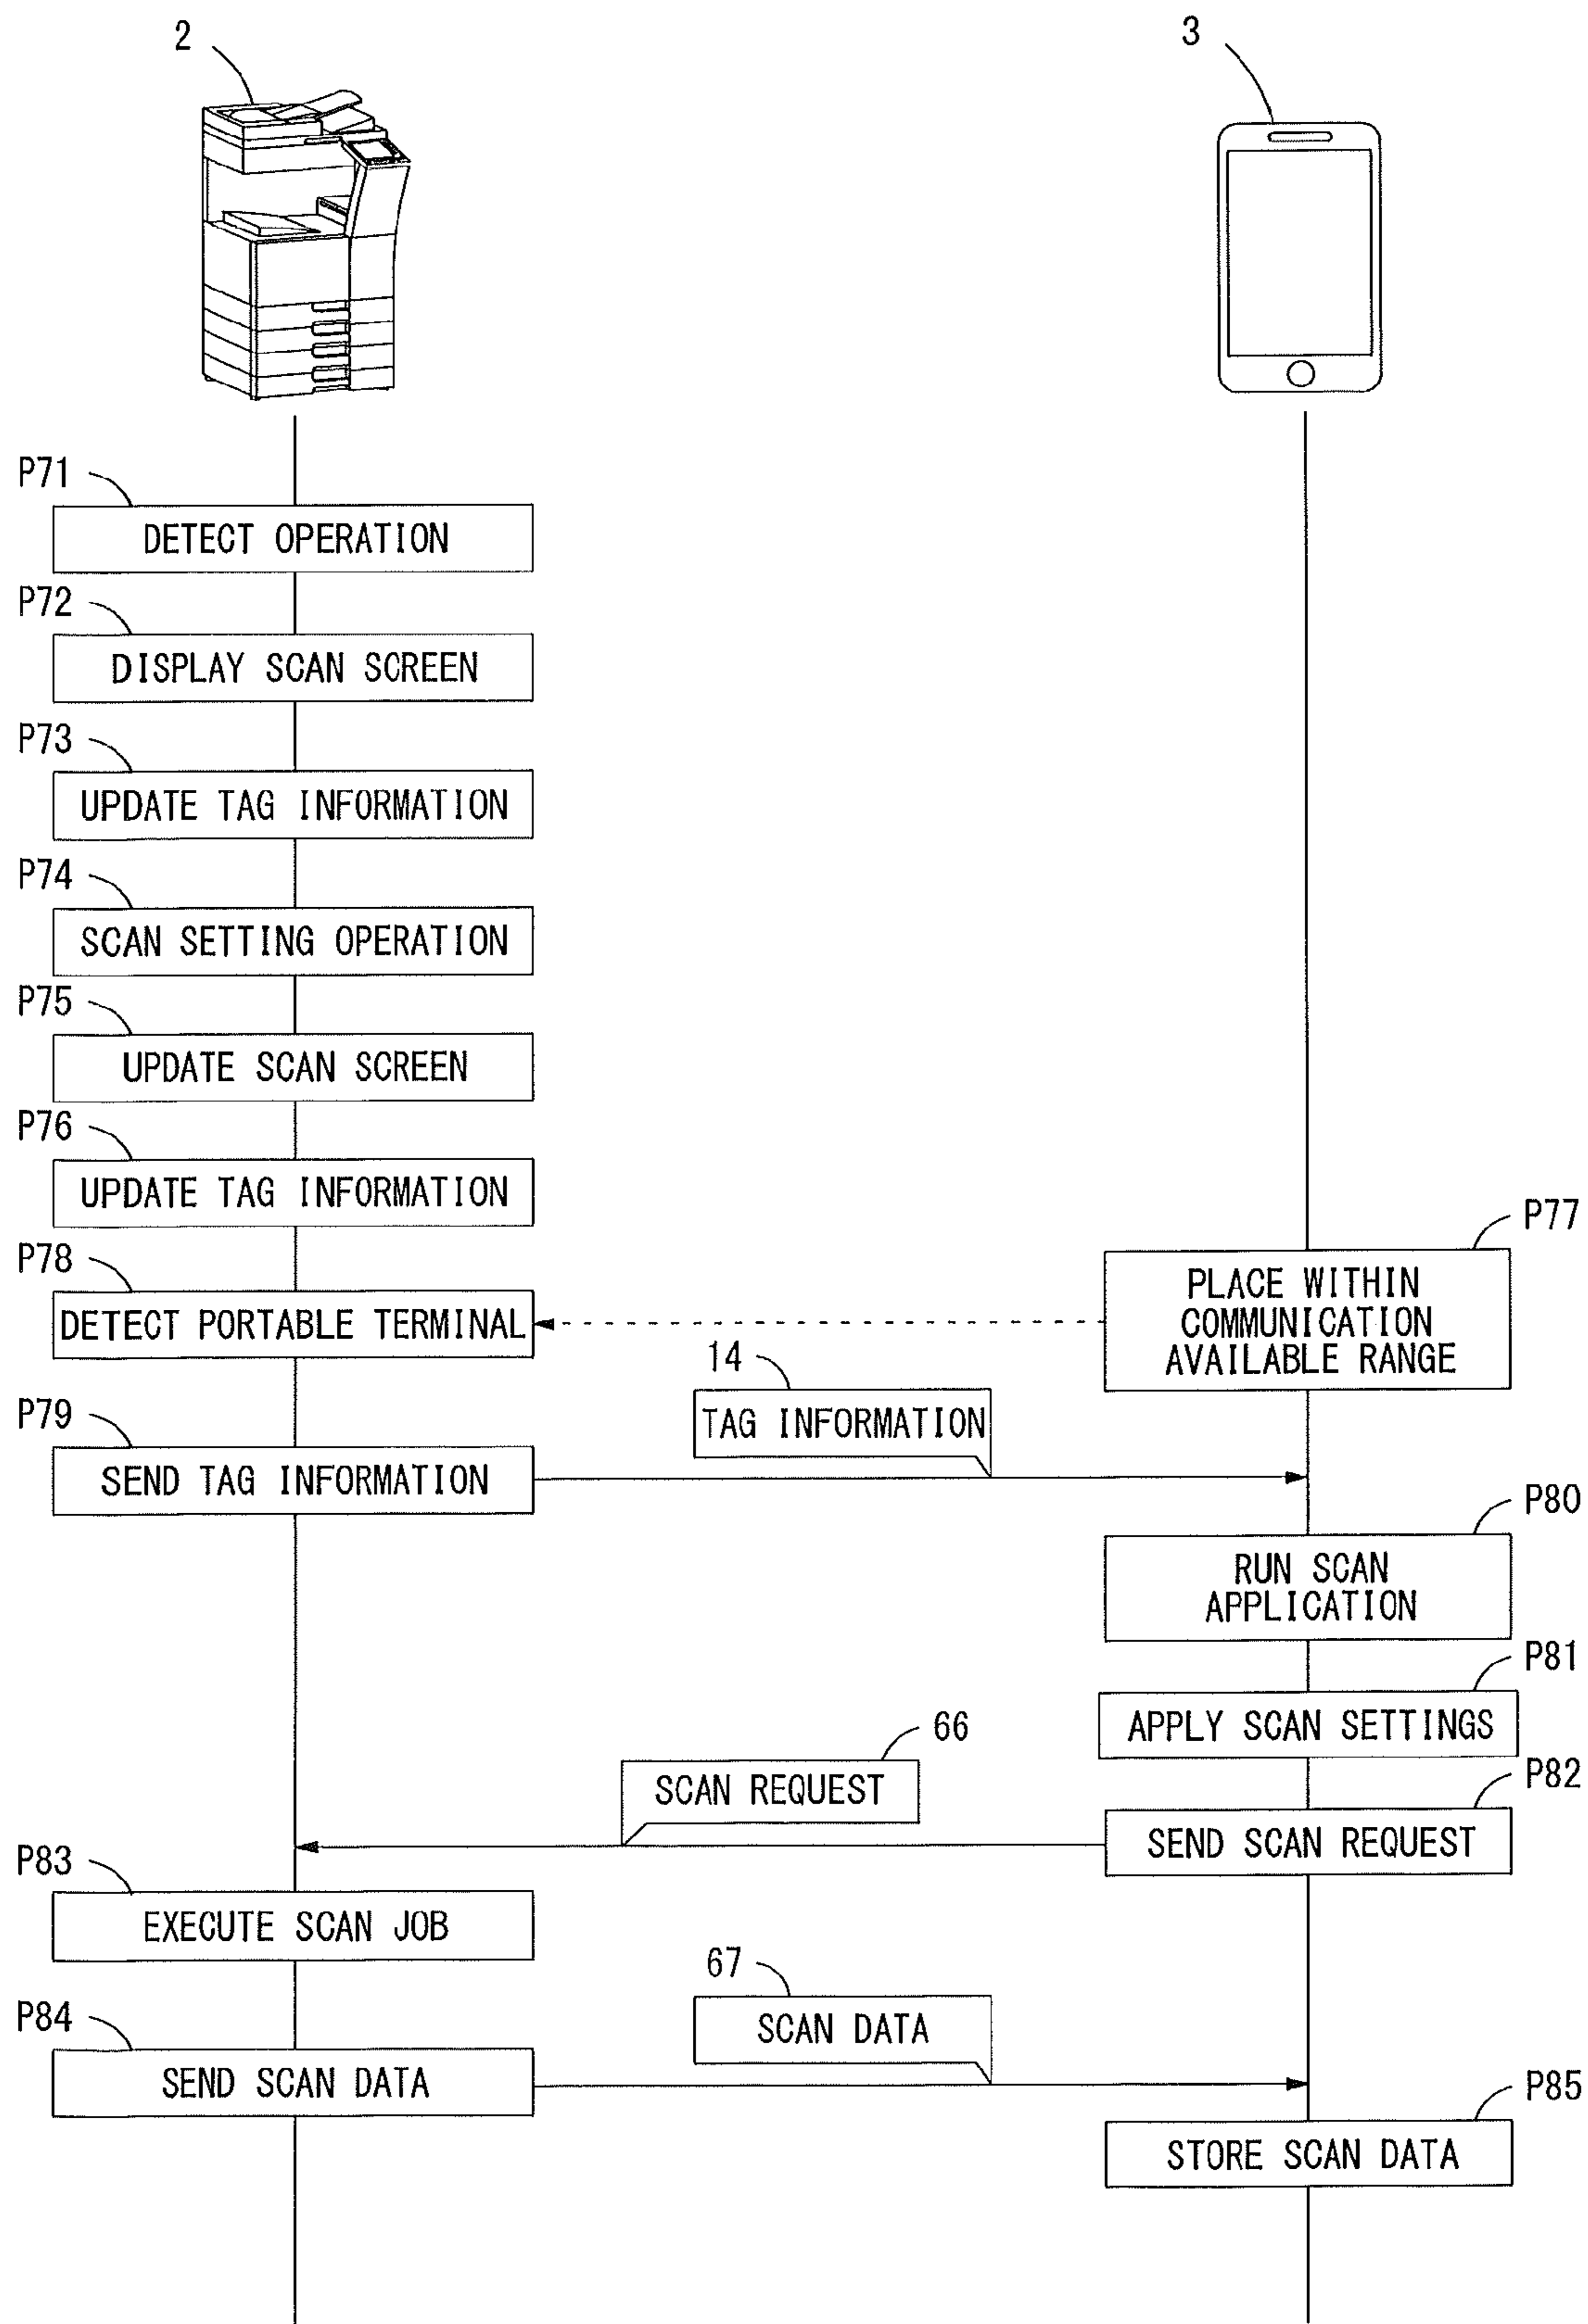 2
3
P71
DETECT OPERATION
P72
DISPLAY SCAN SCREEN
P73
UPDATE TAG INFORMATION
P74
SCAN SETTING OPERATION
P75
UPDATE SCAN SCREEN
P76
UPDATE TAG INFORMATION
P77
PLACE WITHIN
COMMUNICATION
AVAILABLE RANGE
P78
DETECT PORTABLE TERMINAL
14
TAG INFORMATION
P79
SEND TAG INFORMATION
P80
RUN SCAN
APPLICATION
P81
APPLY SCAN SETTINGS
66
SCAN REQUEST
P82
SEND SCAN REQUEST
P83
EXECUTE SCAN JOB
67
SCAN DATA
P84
SEND SCAN DATA
P85
STORE SCAN DATA